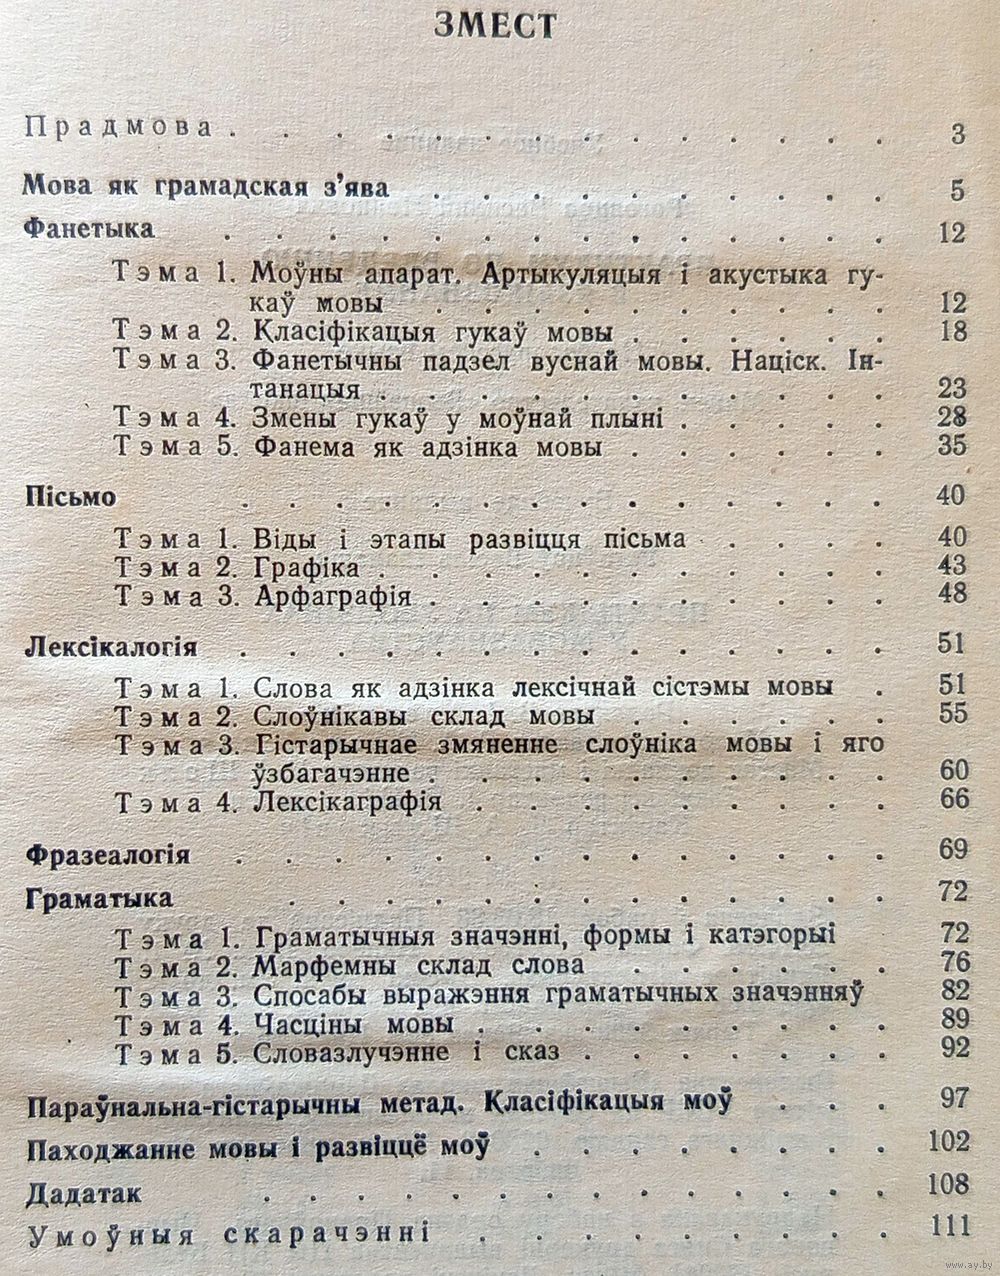 ЗМЕСТ
Прадмова . . . . . . . . . . . . . . 3
Мова як грамадская з'ява . . . . . . . . . . 5
Фанетыка . . . . . . . . . . . . . . 12
Тэма 1. Моўны апарат. Артыкуляцыя і акустыка гу-
каў мовы . . . . . . . . . . 12
Тэма 2. Класіфікацыя гукаў мовы . . . . . . 18
Тэма 3. Фанетычны падзел вуснай мовы. Націск. Ін-
танацыя . . . . . . . . . . . 23
Тэма 4. Змены гукаў у моўнай плыні . . . . . 28
Тэма 5. Фанема як адзінка мовы . . . . . . 35
Пісьмо . . . . . . . . . . . . . . 40
Тэма 1. Віды і этапы развіцця пісьма . . . . . 40
Тэма 2. Графіка . . . . . . . . . . . 43
Тэма 3. Арфаграфія . . . . . . . . . . 48
Лексікалогія . . . . . . . . . . . . . . 51
Тэма 1. Слова як адзінка лексічнай сістэмы мовы . 51
Тэма 2. Слоўнікавы склад мовы . . . . . . 55
Тэма 3. Гістарычнае змяненне слоўніка мовы і яго
ўзбагачэнне . . . . . . . . . . 60
Тэма 4. Лексікаграфія . . . . . . . . . 66
Фразеалогія . . . . . . . . . . . . . . 69
Граматыка . . . . . . . . . . . . . 72
Тэма 1. Граматычныя значэнні, формы і катэгорыі 72
Тэма 2. Марфемны склад слова . . . . . . 76
Тэма 3. Спосабы выражэння граматычных значэнняў 82
Тэма 4. Часціны мовы . . . . . . . . . 89
Тэма 5. Словазлучэнне і сказ . . . . . . . 92
Параўнальна-гістарычны метад. Класіфікацыя моў . . . 97
Паходжанне мовы і развіццё моў . . . . . . . . 102
Дадатак . . . . . . . . . . . . . . 108
Умоўныя скарачэнні . . . . . . . . . 111
www.ay.by